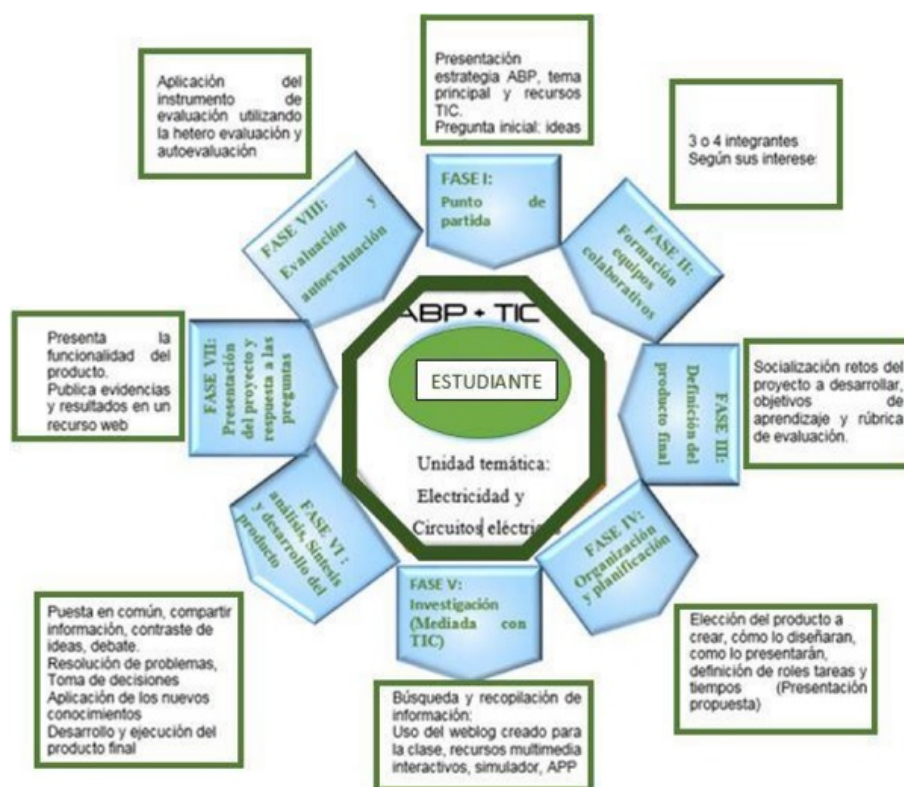 Presentación
estrategia ABP, tema
principal y recursos
TIC.
Pregunta inicial: ideas
FASE I:
Punto de
partida
3 o 4 integrantes
Según sus interese
FASE II:
Formación
equipos
colaborativos
Socialización retos del
proyecto a desarrollar,
objetivos de
aprendizaje y rúbrica
de evaluación.
FASE III:
Definición del
producto final
Elección del producto a
crear, cómo lo diseñaran,
como lo presentarán,
definición de roles tareas y
tiempos (Presentación
propuesta)
FASE IV:
Organización
y planificación
FASE V:
Investigación
(Mediada con
TIC)
Búsqueda y recopilación de
información:
Uso del weblog creado para
la clase, recursos multimedia
interactivos, simulador, APP
FASE VI :
análisis, Síntesis
y desarrollo del
producto
Puesta en común, compartir
información, contraste de
ideas, debate.
Resolución de problemas,
Toma de decisiones
Aplicación de los nuevos
conocimientos
Desarrollo y ejecución del
producto final
FASE VII:
Presentación
del proyecto y
respuesta a las
preguntas
Presenta la
funcionalidad del
producto.
Publica evidencias
y resultados en un
recurso web
FASE VIII:
Evaluación y
autoevaluación
Aplicación del
instrumento de
evaluación utilizando
la hetero evaluación y
autoevaluación
ABP + TIC
ESTUDIANTE
Unidad temática:
Electricidad y
Circuitos eléctric